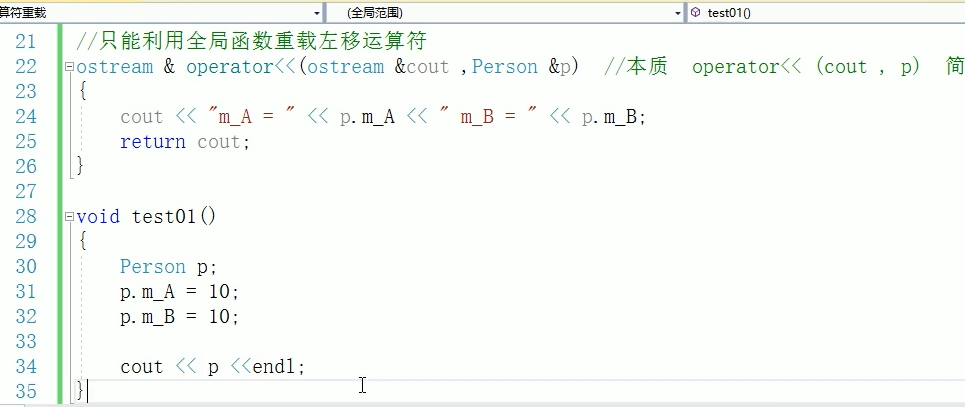 算符重载 (全局范围) test01()
21 //只能利用全局函数重载左移运算符
22 ostream & operator<<(ostream &cout ,Person &p) //本质 operator<< (cout , p) 简
23 {
24 cout << "m_A = " << p.m_A << " m_B = " << p.m_B;
25 return cout;
26 }
27
28 void test01()
29 {
30 Person p;
31 p.m_A = 10;
32 p.m_B = 10;
33
34 cout << p <<endl;
35 }